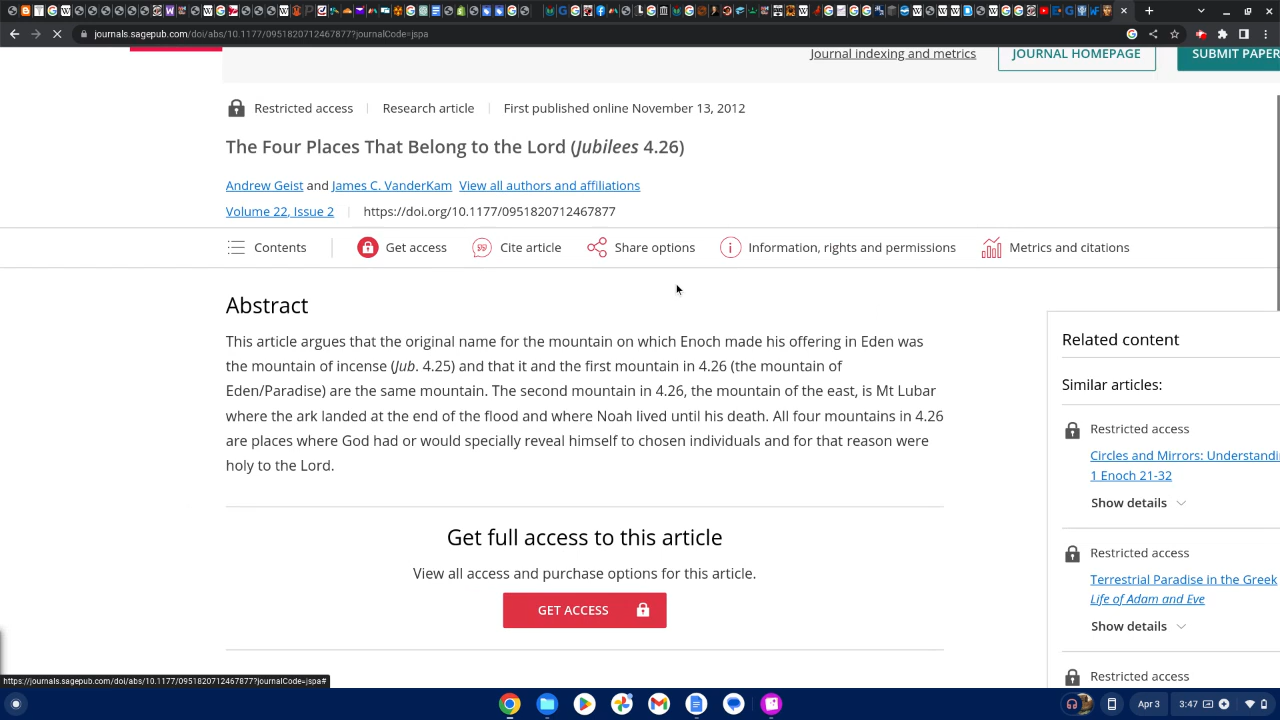 journals.sagepub.com/doi/abs/10.1177/0951820712467877?journalCode=jspa
Journal indexing and metrics
JOURNAL HOMEPAGE
SUBMIT PAPER
Restricted access
Research article
First published online November 13, 2012
The Four Places That Belong to the Lord (Jubilees 4.26)
Andrew Geist and James C. VanderKam View all authors and affiliations
Volume 22, Issue 2
https://doi.org/10.1177/0951820712467877
Contents
Get access
Cite article
Share options
Information, rights and permissions
Metrics and citations
Abstract
This article argues that the original name for the mountain on which Enoch made his offering in Eden was
the mountain of incense (Jub. 4.25) and that it and the first mountain in 4.26 (the mountain of
Eden/Paradise) are the same mountain. The second mountain in 4.26, the mountain of the east, is Mt Lubar
where the ark landed at the end of the flood and where Noah lived until his death. All four mountains in 4.26
are places where God had or would specially reveal himself to chosen individuals and for that reason were
holy to the Lord.
Get full access to this article
View all access and purchase options for this article.
GET ACCESS
Related content
Similar articles:
Restricted access
Circles and Mirrors: Understandi
1 Enoch 21-32
Show details
Restricted access
Terrestrial Paradise in the Greek
Life of Adam and Eve
Show details
Restricted access
https://journals.sagepub.com/doi/abs/10.1177/0951820712467877?journalCode=jspa#
Apr 3
3:47